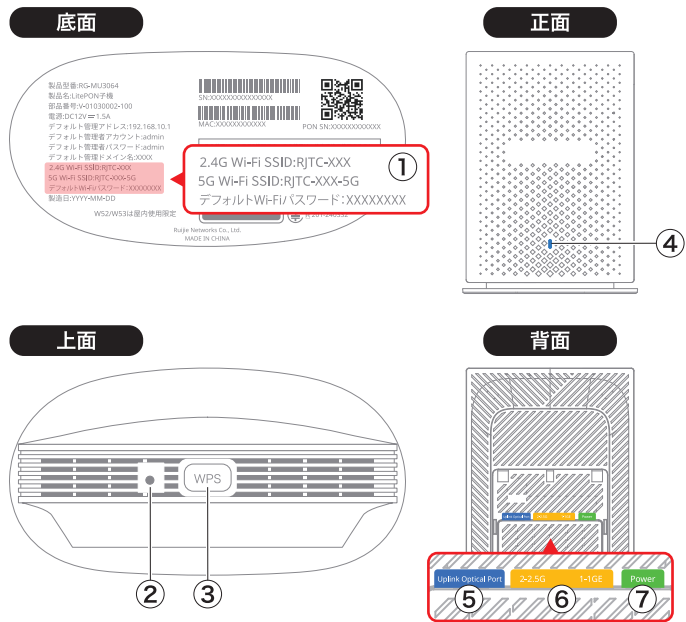 底面
製品型番:RG-MU3064
製品名:LitePON子機
部品番号:V-01030002-100
電源:DC12V⎓1.5A
デフォルト管理アドレス:192.168.10.1
デフォルト管理者アカウント:admin
デフォルト管理者パスワード:admin
デフォルト管理ドメイン名:XXXX
2.4G Wi-Fi SSID:RJTC-XXX
5G Wi-Fi SSID:RJTC-XXX-5G
デフォルトWi-Fiパスワード:XXXXXXXX
製造日:YYYY-MM-DD
W52/W53は屋内使用限定
Ruijie Networks Co., Ltd.
MADE IN CHINA
SN:XXXXXXXXXXXXXX
MAC:XXXXXXXXXXXX
PON SN:XXXXXXXXXXXX
2.4G Wi-Fi SSID:RJTC-XXX
5G Wi-Fi SSID:RJTC-XXX-5G
デフォルトWi-Fiパスワード:XXXXXXXX
①
正面
④
上面
WPS
②
③
背面
Uplink Optical Port
2-2.5G
1-1GE
Power
⑤
⑥
⑦